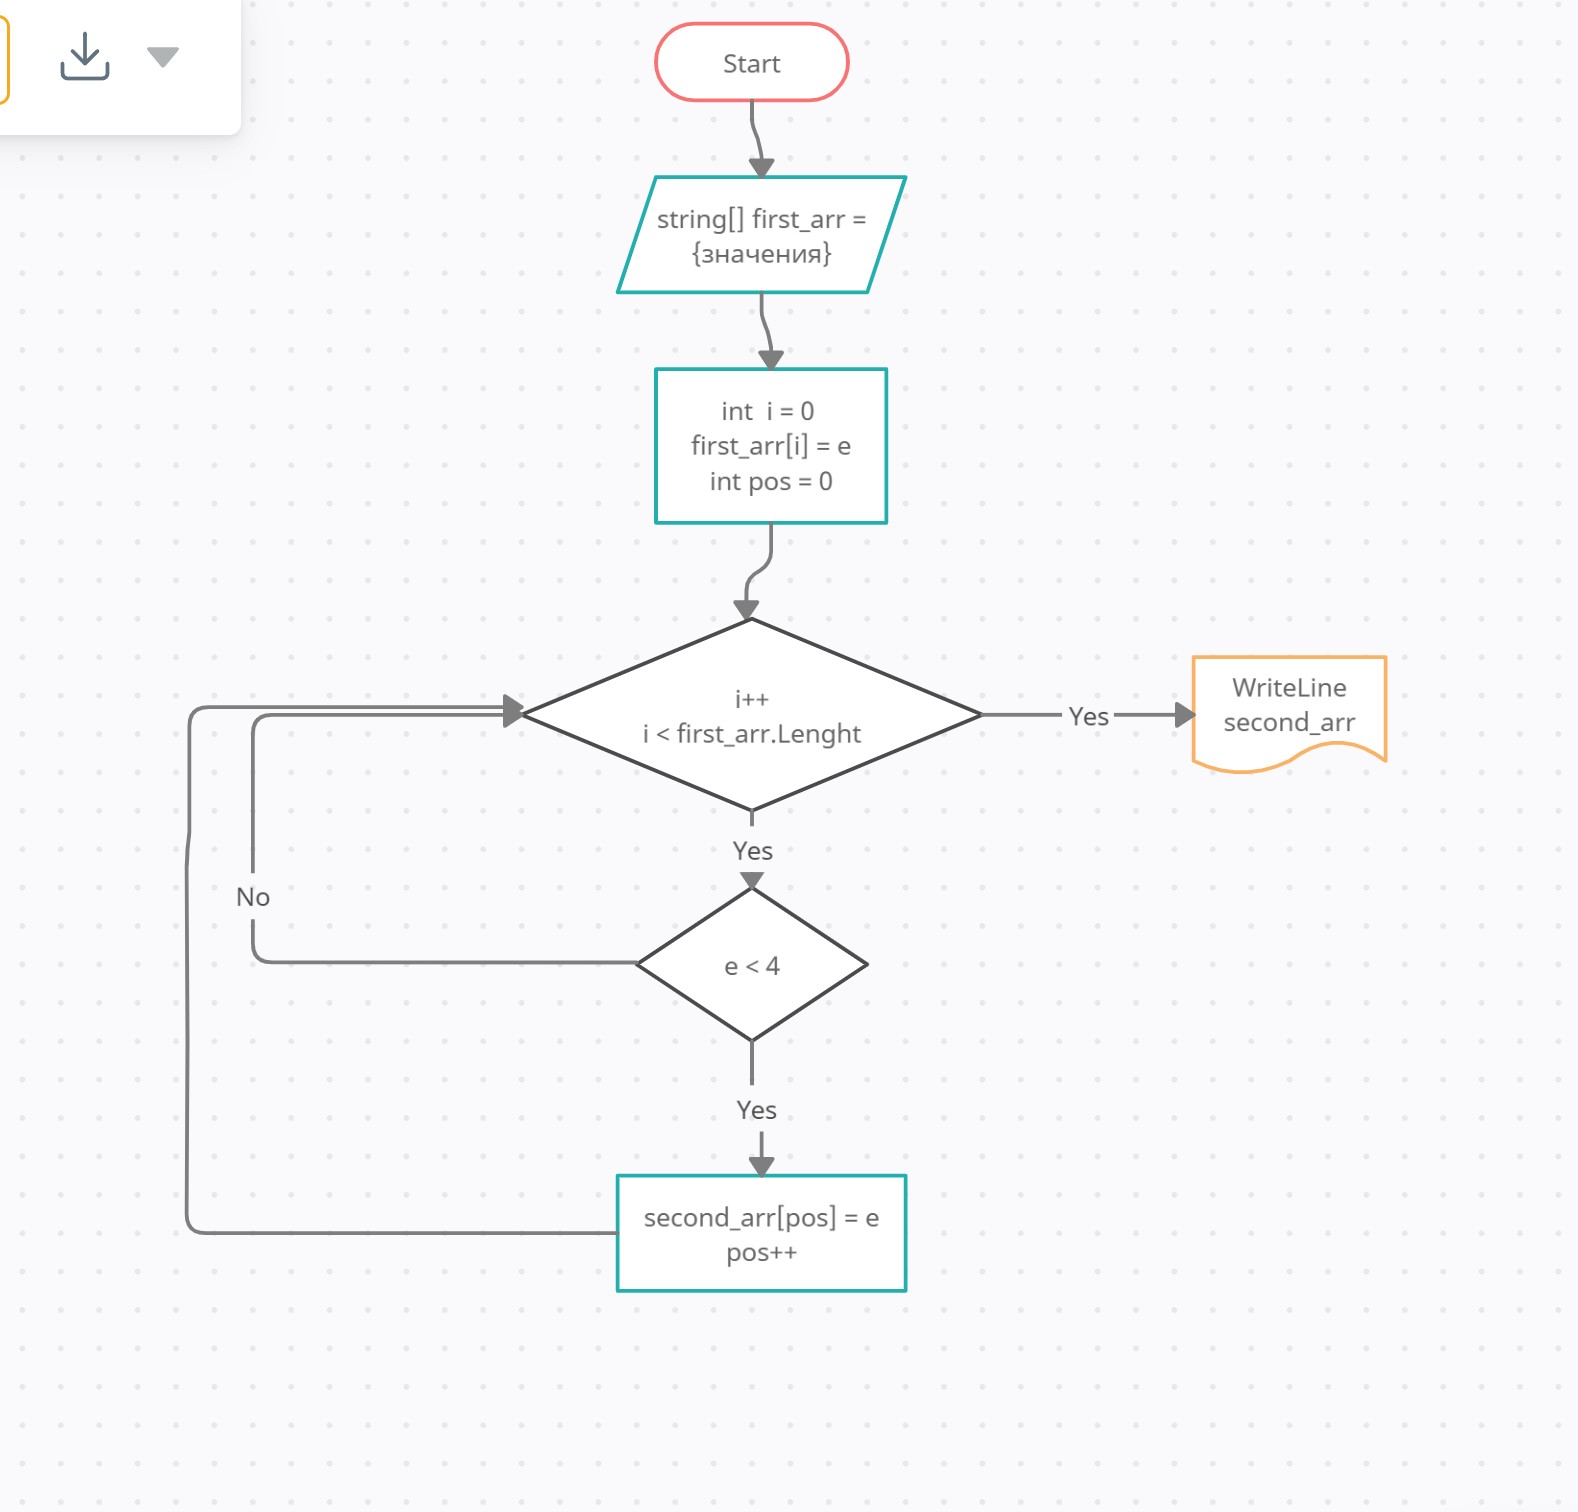 Start
string[] first_arr =
{значения}
int  i = 0
first_arr[i] = e
int pos = 0
i++
i < first_arr.Lenght
Yes
WriteLine
second_arr
Yes
No
e < 4
Yes
second_arr[pos] = e
pos++